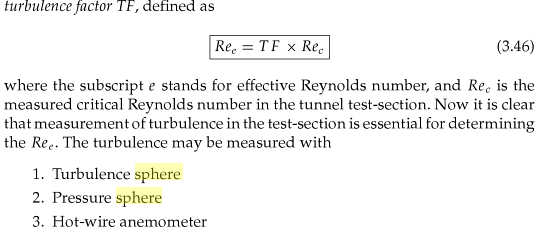 turbulence factor TF, defined as
Re_e = TF × Re_c (3.46)
where the subscript e stands for effective Reynolds number, and Re_c is the
measured critical Reynolds number in the tunnel test-section. Now it is clear
that measurement of turbulence in the test-section is essential for determining
the Re_e. The turbulence may be measured with
1. Turbulence sphere
2. Pressure sphere
3. Hot-wire anemometer